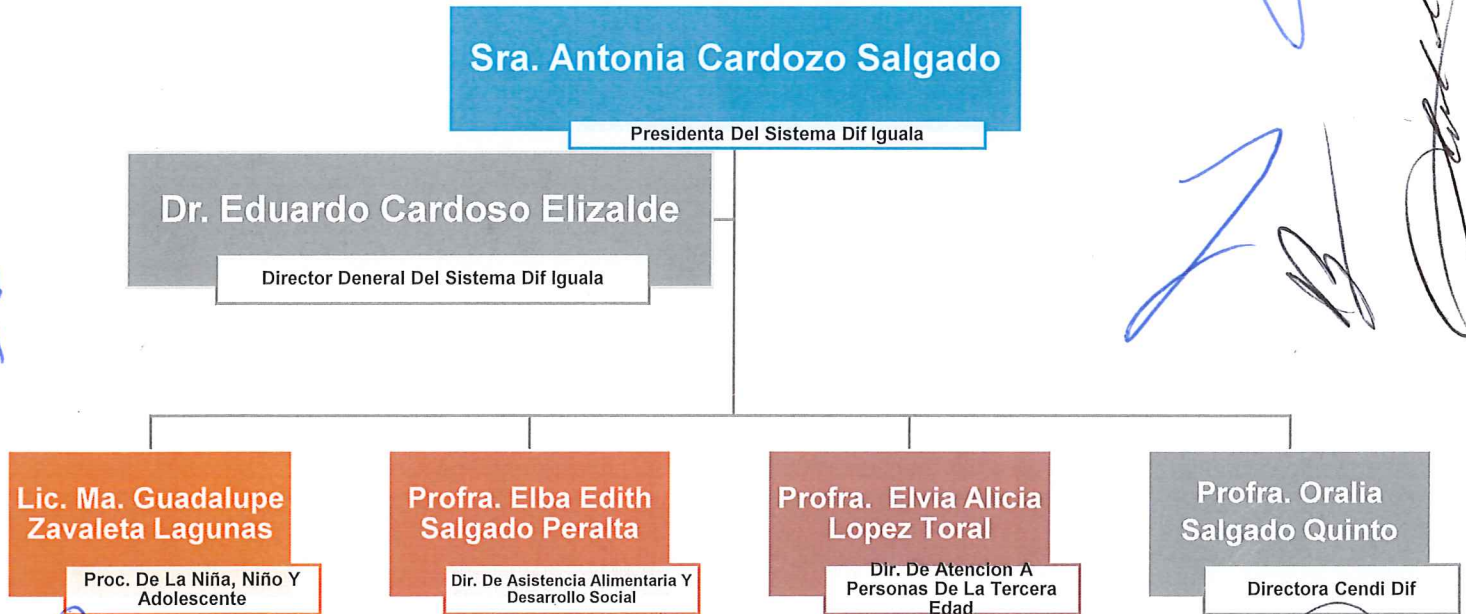 Sra. Antonia Cardozo Salgado
Presidenta Del Sistema Dif Iguala
Dr. Eduardo Cardoso Elizalde
Director Deneral Del Sistema Dif Iguala
Lic. Ma. Guadalupe
Zavaleta Lagunas
Proc. De La Niña, Niño Y
Adolescente
Profra. Elba Edith
Salgado Peralta
Dir. De Asistencia Alimentaria Y
Desarrollo Social
Profra. Elvia Alicia
Lopez Toral
Dir. De Atencion A
Personas De La Tercera
Edad
Profra. Oralia
Salgado Quinto
Directora Cendi Dif